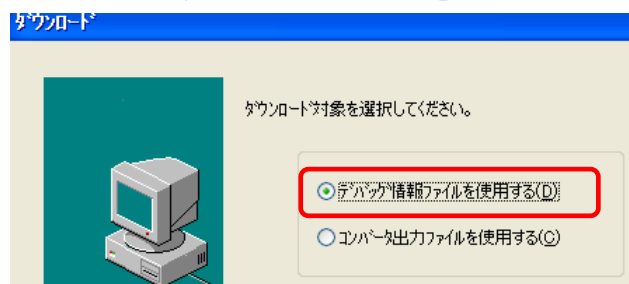 ﾀﾞｳﾝﾛｰﾄﾞ
ﾀﾞｳﾝﾛｰﾄﾞ対象を選択してください。
ﾃﾞﾊﾞｯｸﾞ情報ﾌｧｲﾙを使用する(D)
ｺﾝﾊﾞｰﾀ出力ﾌｧｲﾙを使用する(C)